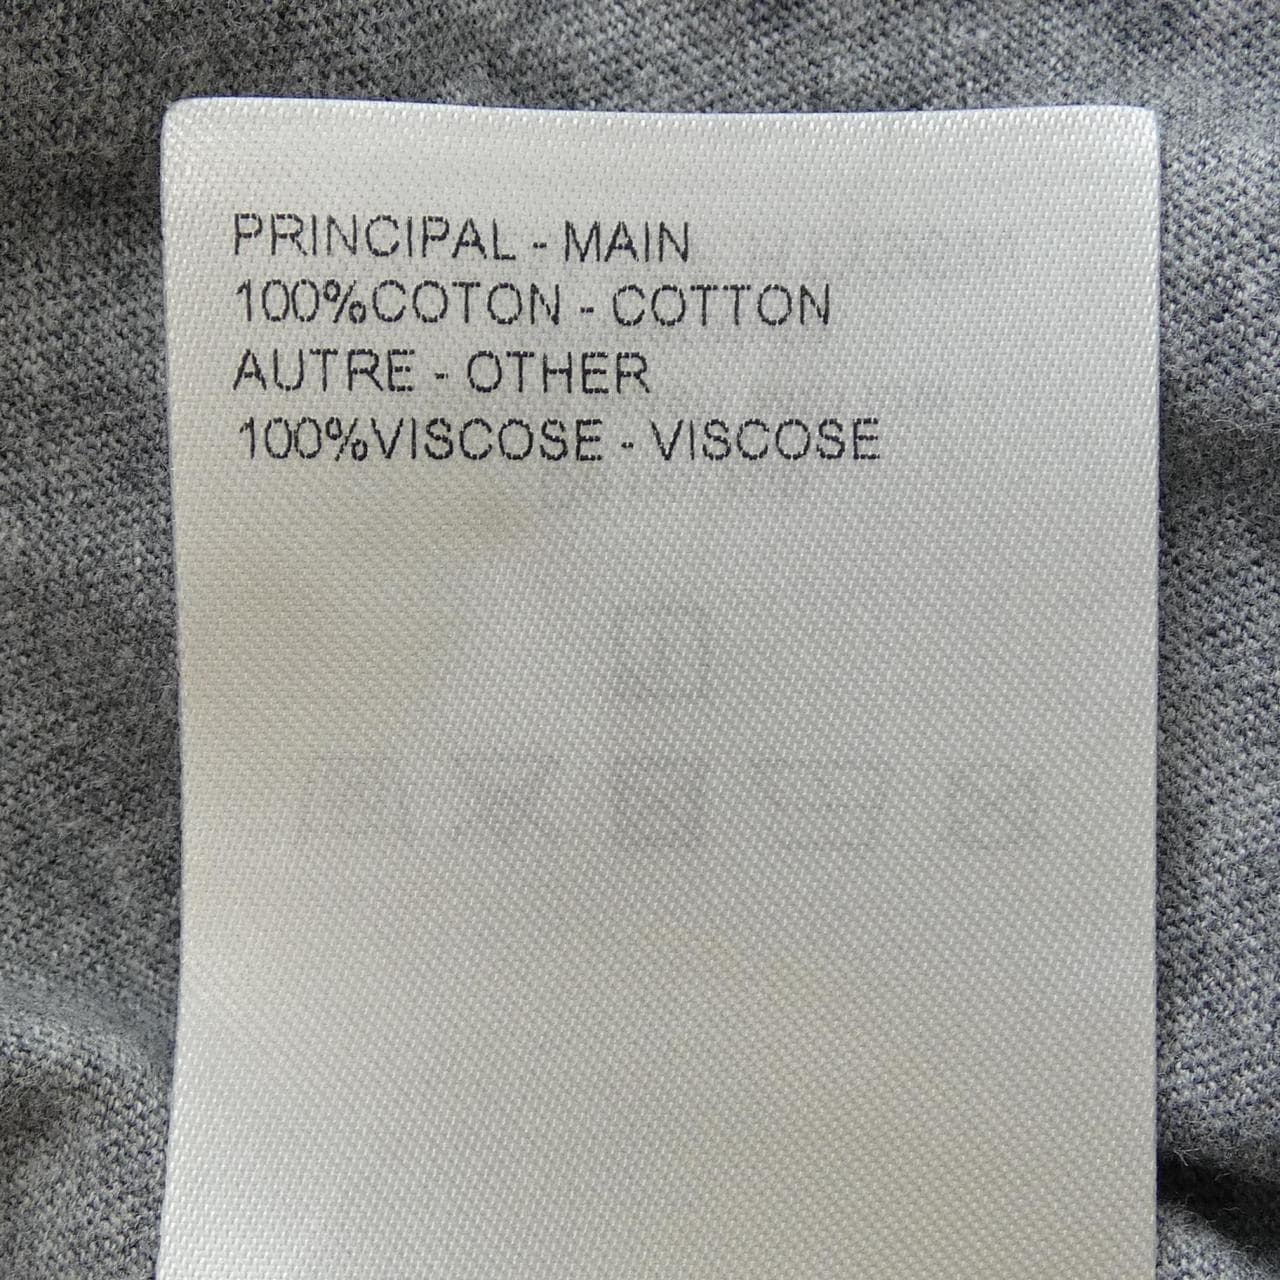 PRINCIPAL - MAIN
100%COTON - COTTON
AUTRE - OTHER
100%VISCOSE - VISCOSE